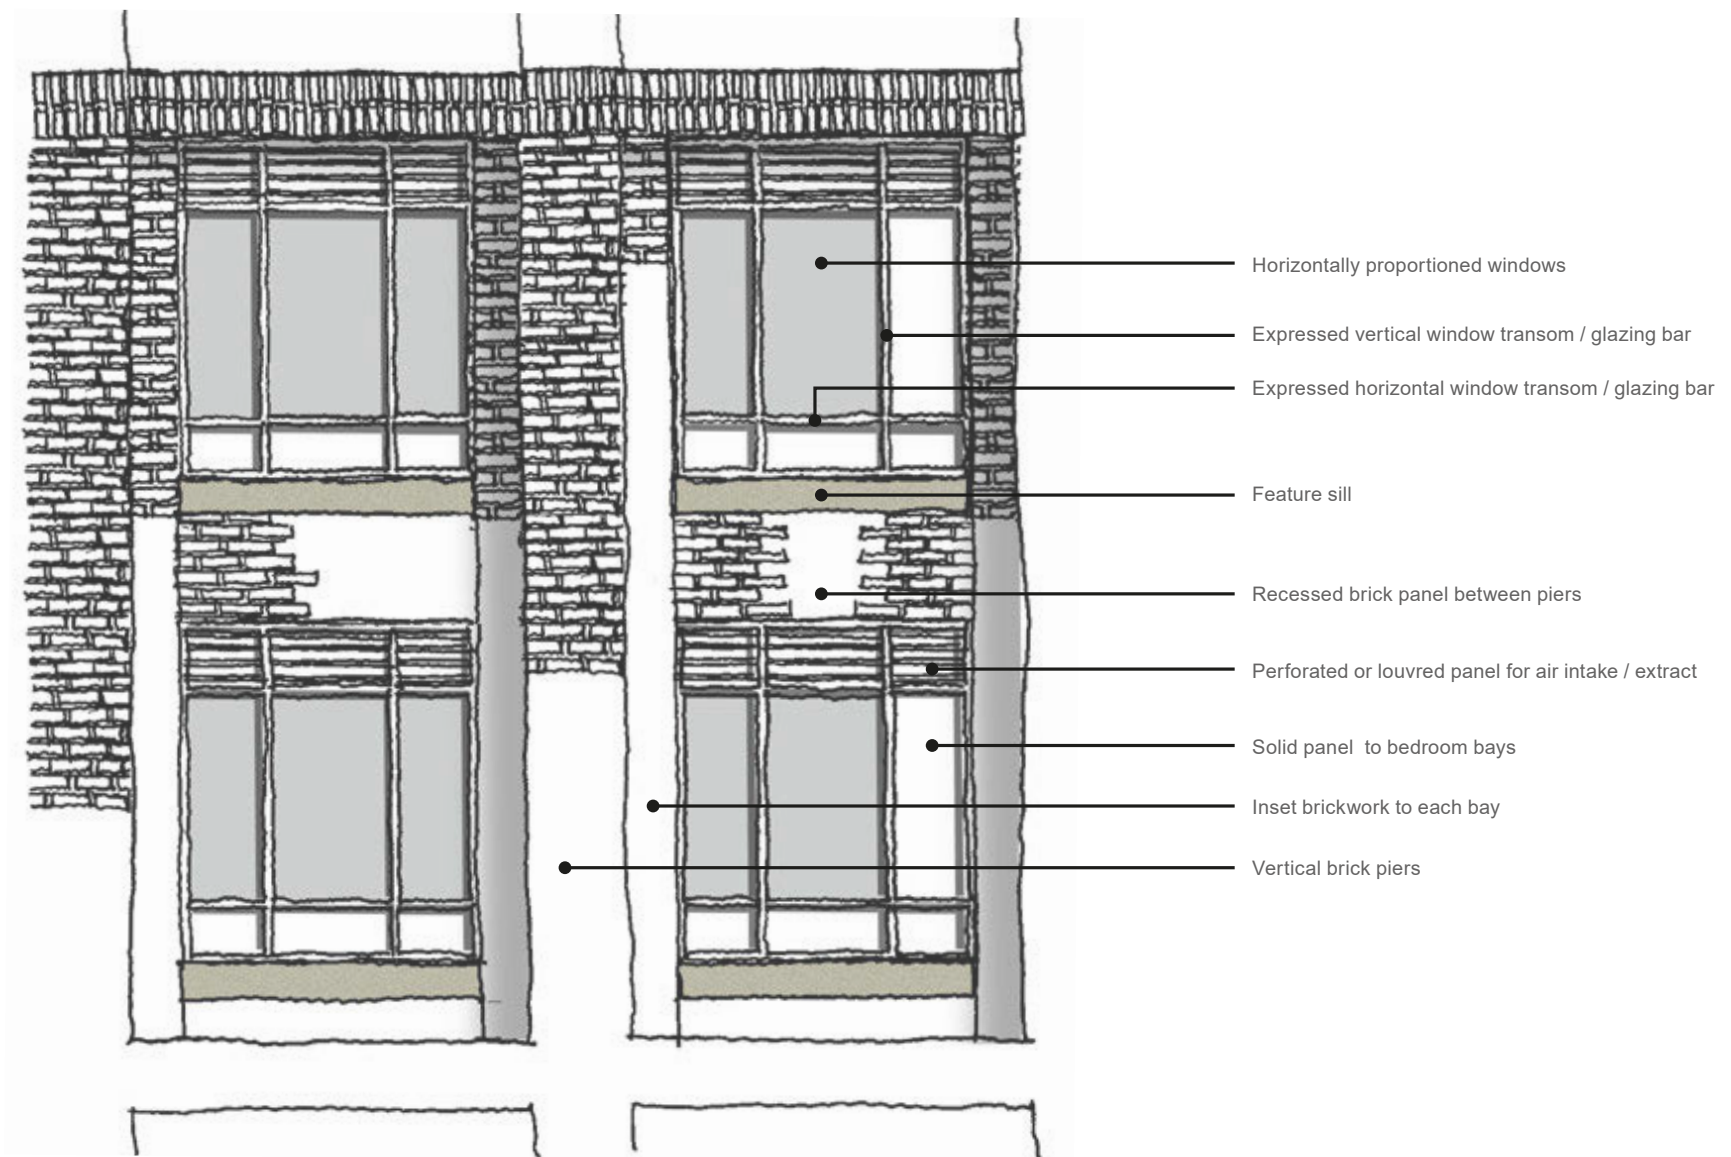 Horizontally proportioned windows
Expressed vertical window transom / glazing bar
Expressed horizontal window transom / glazing bar
Feature sill
Recessed brick panel between piers
Perforated or louvred panel for air intake / extract
Solid panel  to bedroom bays
Inset brickwork to each bay
Vertical brick piers